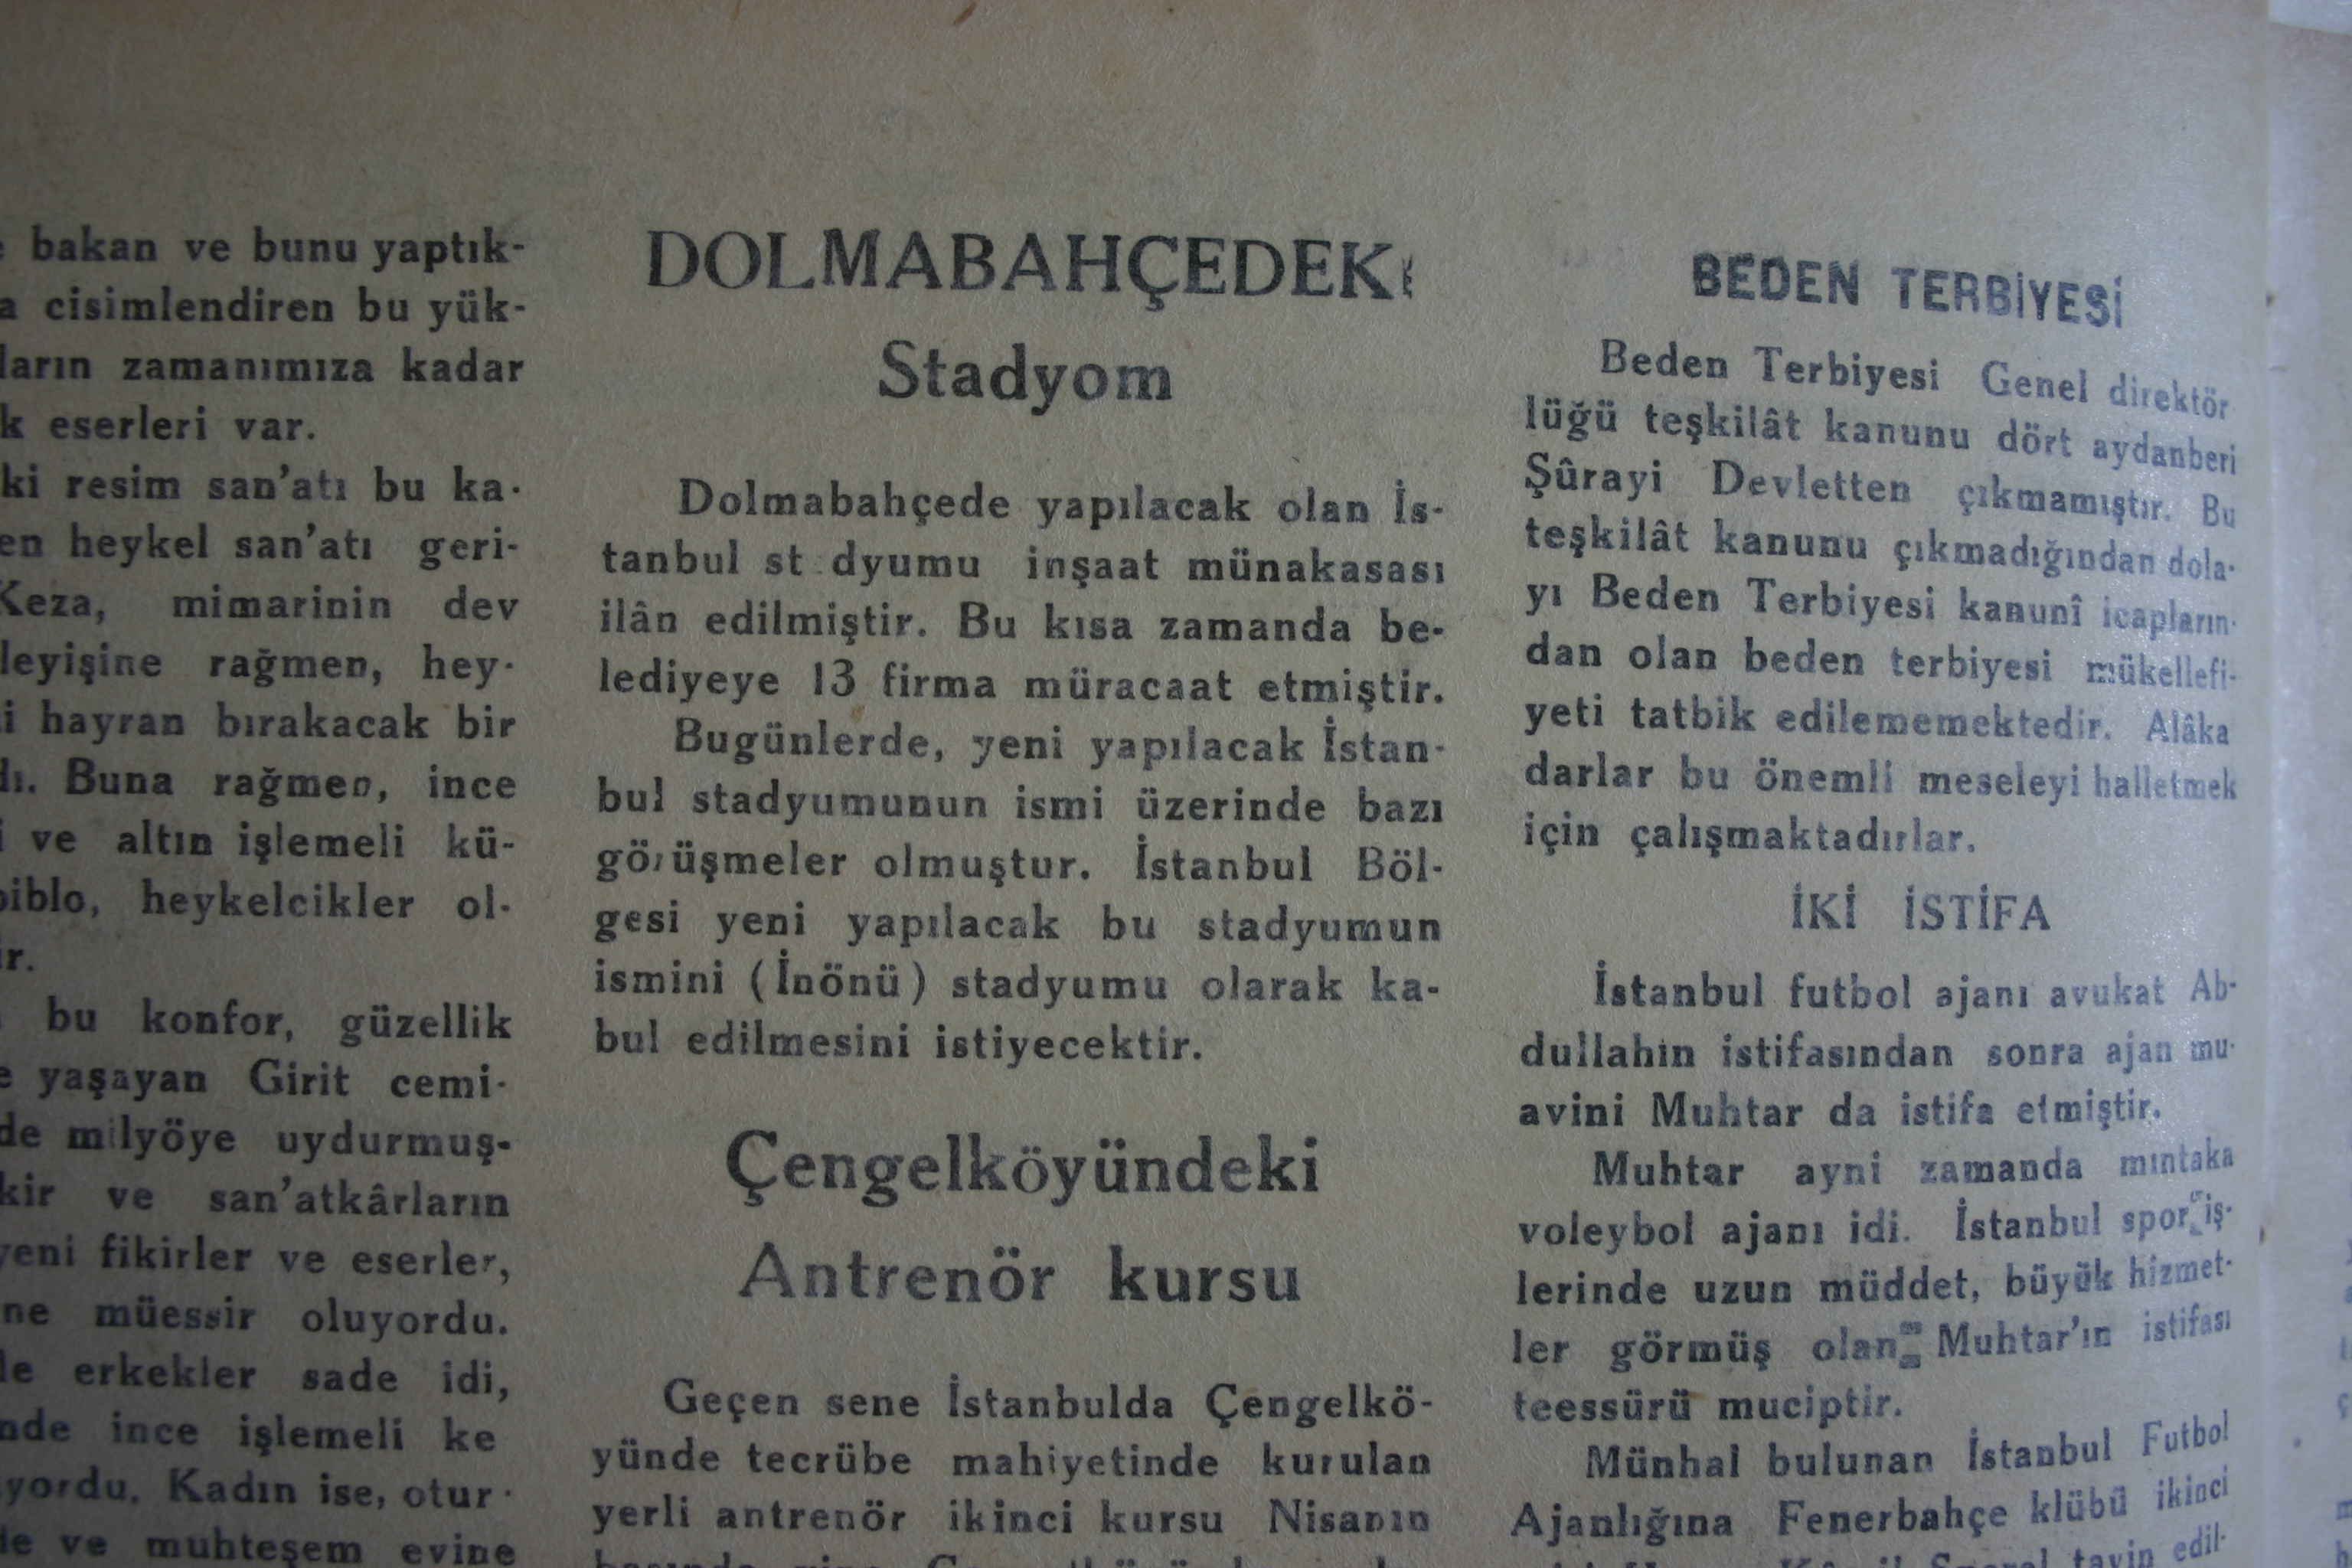 bakan ve bunu yaptık-
cisimlendiren bu yük-
ların zamanımıza kadar
eserleri var.
ki resim san'atı bu ka-
heykel san'atı geri-
Keza, mimarinin dev
leyişine rağmen, hey-
hayran bırakacak bir
Buna rağmen, ince
ve altın işlemeli kü-
biblo, heykelcikler ol-
bu konfor, güzellik
yaşayan Girit cemi-
de milyöye uydurmuş-
kir ve san'atkârların
yeni fikirler ve eserler,
ne müessir oluyordu.
erkekler sade idi,
nde ince işlemeli ke
yordu. Kadın ise, otur-
ve muhteşem evine
DOLMABAHÇEDEKi
Stadyom
Dolmabahçede yapılacak olan İs-
tanbul st dyumu inşaat münakasası
ilân edilmiştir. Bu kısa zamanda be-
lediyeye 13 firma müracaat etmiştir.
Bugünlerde, yeni yapılacak İstan-
bul stadyumunun ismi üzerinde bazı
görüşmeler olmuştur. İstanbul Böl-
gesi yeni yapılacak bu stadyumun
ismini (İnönü) stadyumu olarak ka-
bul edilmesini istiyecektir.
Çengelköyündeki
Antrenör kursu
Geçen sene İstanbulda Çengelkö-
yünde tecrübe mahiyetinde kurulan
yerli antrenör ikinci kursu Nisanın
BEDEN TERBİYESİ
Beden Terbiyesi Genel direktör
lüğü teşkilât kanunu dört aydanberi
Şûrayi Devletten çıkmamıştır. Bu
teşkilât kanunu çıkmadığından dola-
yı Beden Terbiyesi kanunî icapların-
dan olan beden terbiyesi mükellefi-
yeti tatbik edilememektedir. Alâka
darlar bu önemli meseleyi halletmek
için çalışmaktadırlar.
İKİ İSTİFA
İstanbul futbol ajanı avukat Ab-
dullahın istifasından sonra ajan mu-
avini Muhtar da istifa etmiştir.
Muhtar ayni zamanda mıntaka
voleybol ajanı idi. İstanbul spor iş-
lerinde uzun müddet, büyük hizmet-
ler görmüş olan Muhtar'ın istifası
teessürü muciptir.
Münhal bulunan İstanbul Futbol
Ajanlığına Fenerbahçe klübü ikinci
tayin edil-